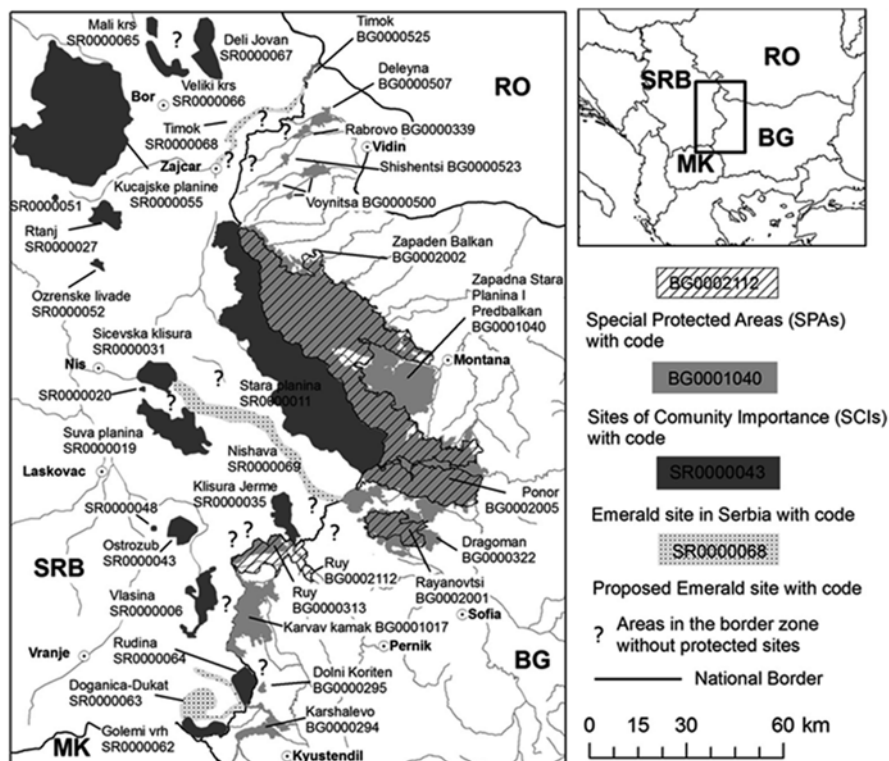 Mali krs
SR0000065
?
Deli Jovan
SR0000067
Timok
BG0000525
RO
Veliki krs
SR0000066
Bor
Deleyna
BG0000507
Timok
SR0000068
?
?
Rabrovo BG0000339
Vidin
Zajcar
?
?
Shishentsi BG0000523
Kucajske planine
SR0000055
Voynitsa BG0000500
SR0000051
Rtanj
SR0000027
Zapaden Balkan
BG0002002
Ozrenske livade
SR0000052
Zapadna Stara
Planina I
Predbalkan
BG0001040
Sicevska klisura
SR0000031
Montana
Nis
?
SR0000020
?
Stara planina
SR0000011
Suva planina
SR0000019
Nishava
SR0000069
Laskovac
Klisura Jerme
SR0000035
Ponor
BG0002005
SR0000048
?
?
?
?
Ostrozub
SR0000043
Dragoman
BG0000322
SRB
Ruy
BG0002112
Rayanovtsi
BG0002001
Ruy
BG0000313
Vlasina
SR0000006
?
Sofia
Karvav kamak BG0001017
Vranje
Rudina
SR0000064
Pernik
BG
?
Dolni Koriten
BG0000295
Doganica-Dukat
SR0000063
Karshalevo
BG0000294
MK
Golemi vrh
SR0000062
Kyustendil
RO
SRB
BG
MK
BG0002112
Special Protected Areas (SPAs)
with code
BG0001040
Sites of Comunity Importance (SCIs)
with code
SR0000043
Emerald site in Serbia with code
SR0000068
Proposed Emerald site with code
? Areas in the border zone
without protected sites
National Border
0 15 30 60 km